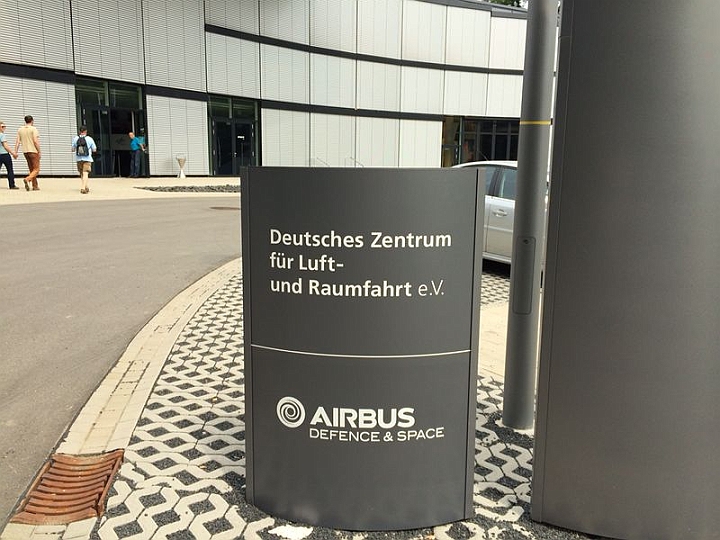 Deutsches Zentrum
für Luft-
und Raumfahrt e.V.
AIRBUS
DEFENCE & SPACE